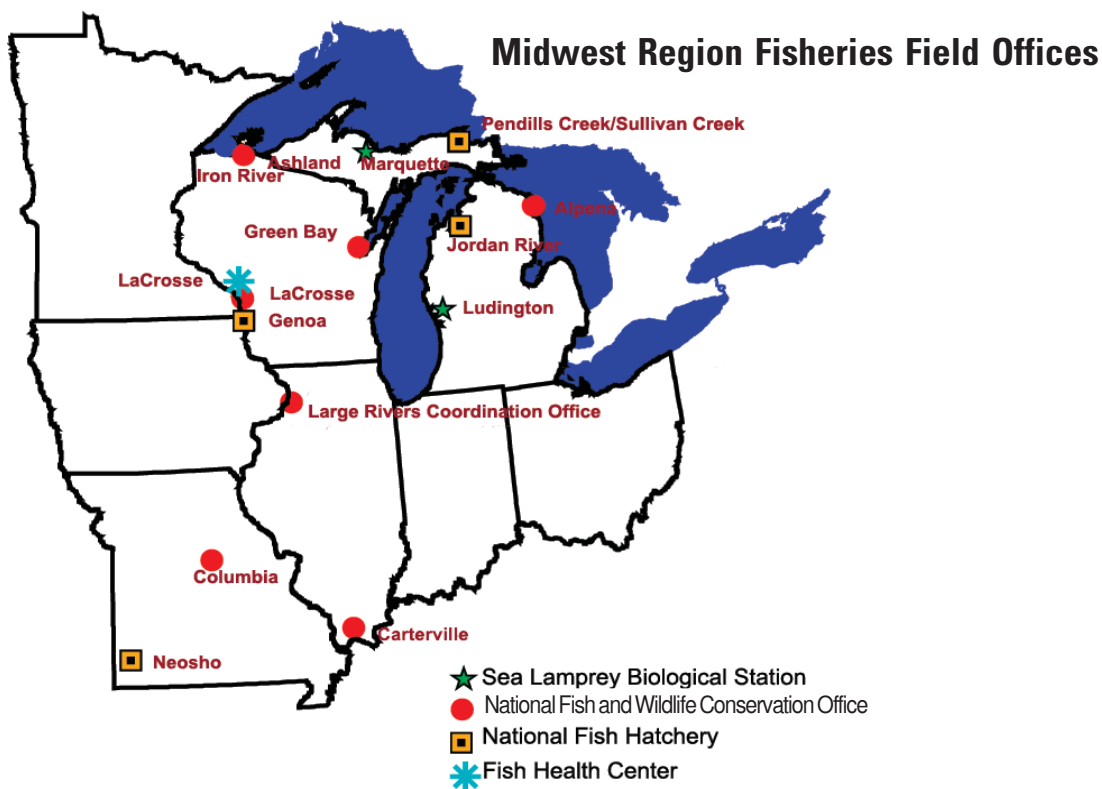 Midwest Region Fisheries Field Offices
Pendills Creek/Sullivan Creek
Ashland
Marquette
Iron River
Alpena
Green Bay
Jordan River
LaCrosse
LaCrosse
Ludington
Genoa
Large Rivers Coordination Office
Columbia
Carterville
Neosho
Sea Lamprey Biological Station
National Fish and Wildlife Conservation Office
National Fish Hatchery
Fish Health Center